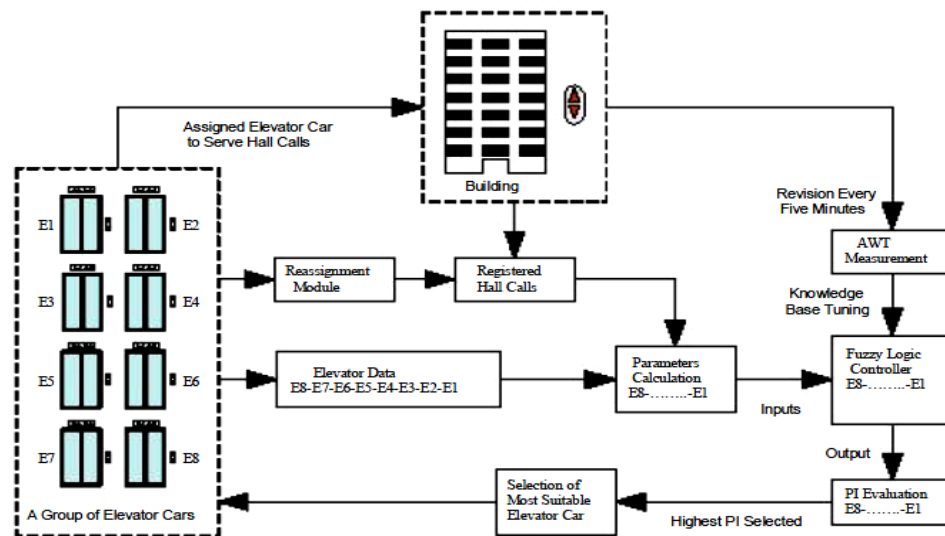 Assigned Elevator Car
to Serve Hall Calls
Building
Revision Every
Five Minutes
AWT
Measurement
Knowledge
Base Tuning
E1
E2
E3
E4
E5
E6
E7
E8
A Group of Elevator Cars
Reassignment
Module
Registered
Hall Calls
Elevator Data
E8-E7-E6-E5-E4-E3-E2-E1
Parameters
Calculation
E8-........-E1
Inputs
Fuzzy Logic
Controller
E8-........-E1
Output
PI Evaluation
E8-.......-E1
Highest PI Selected
Selection of
Most Suitable
Elevator Car